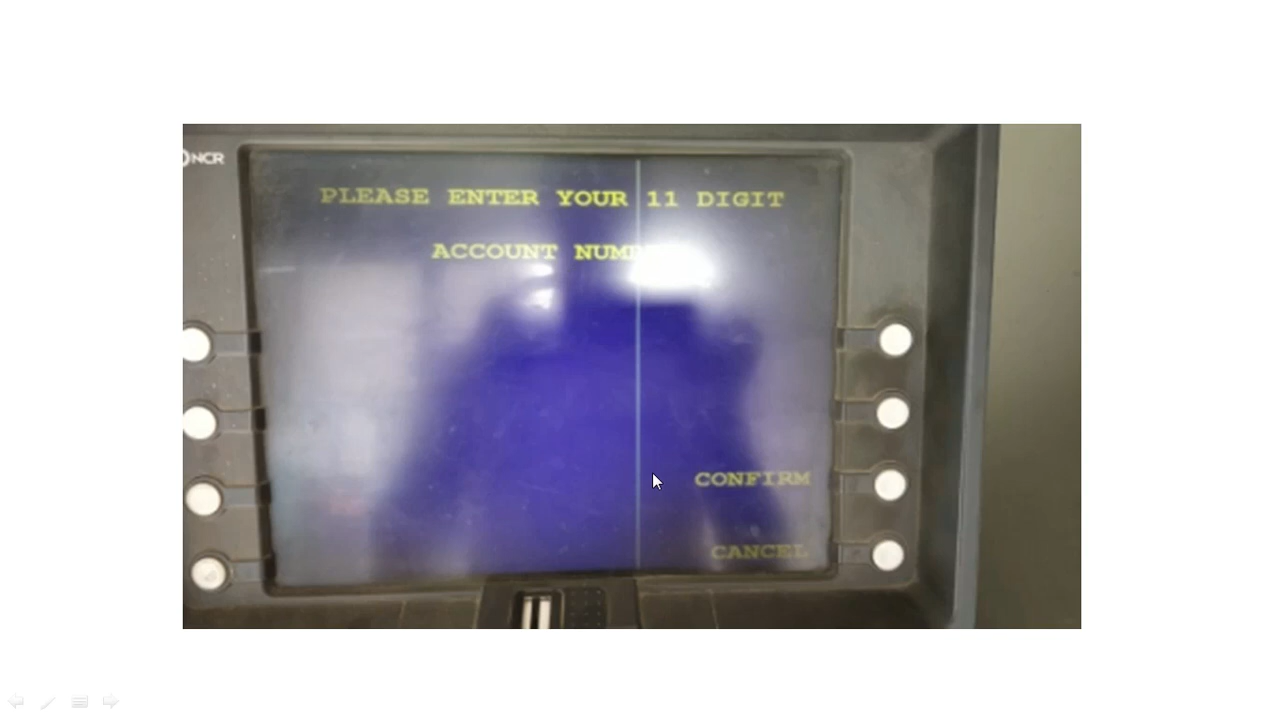 NCR
PLEASE ENTER YOUR 11 DIGIT
ACCOUNT
CONFIRM
CANCEL